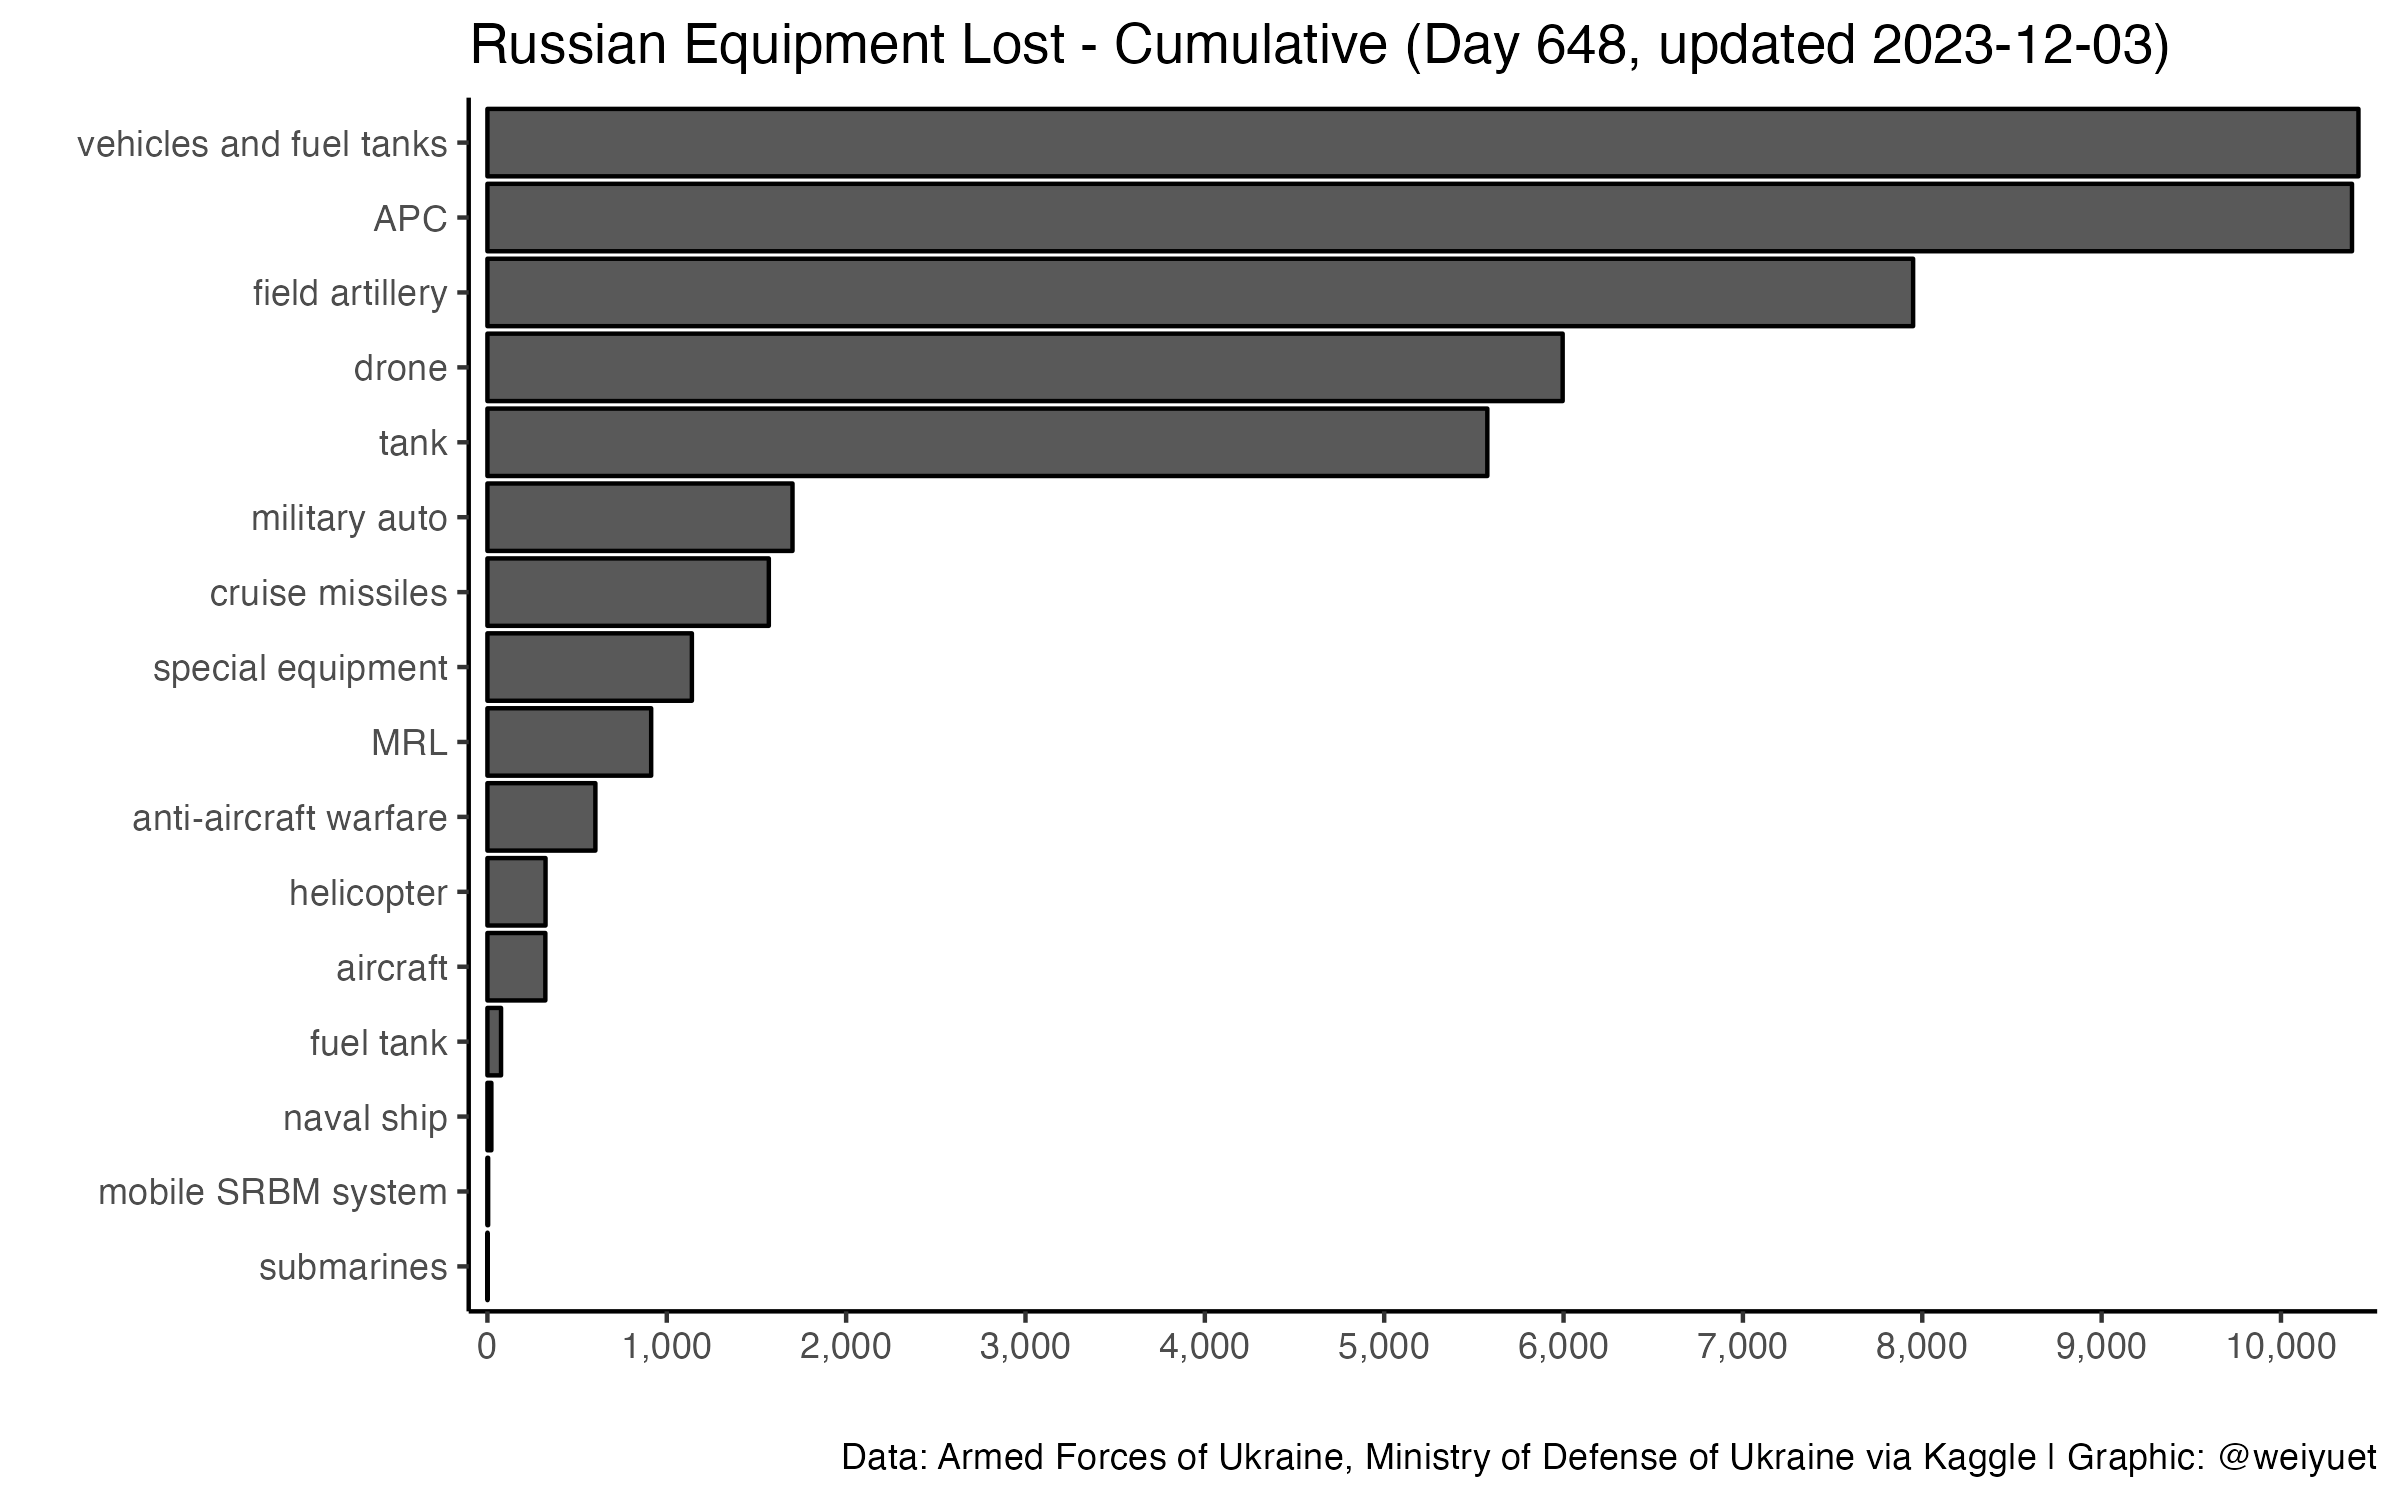 Russian Equipment Lost - Cumulative (Day 648, updated 2023-12-03)
vehicles and fuel tanks
APC
field artillery
drone
tank
military auto
cruise missiles
special equipment
MRL
anti-aircraft warfare
helicopter
aircraft
fuel tank
naval ship
mobile SRBM system
submarines
0 1,000 2,000 3,000 4,000 5,000 6,000 7,000 8,000 9,000 10,000
Data: Armed Forces of Ukraine, Ministry of Defense of Ukraine via Kaggle | Graphic: @weiyuet